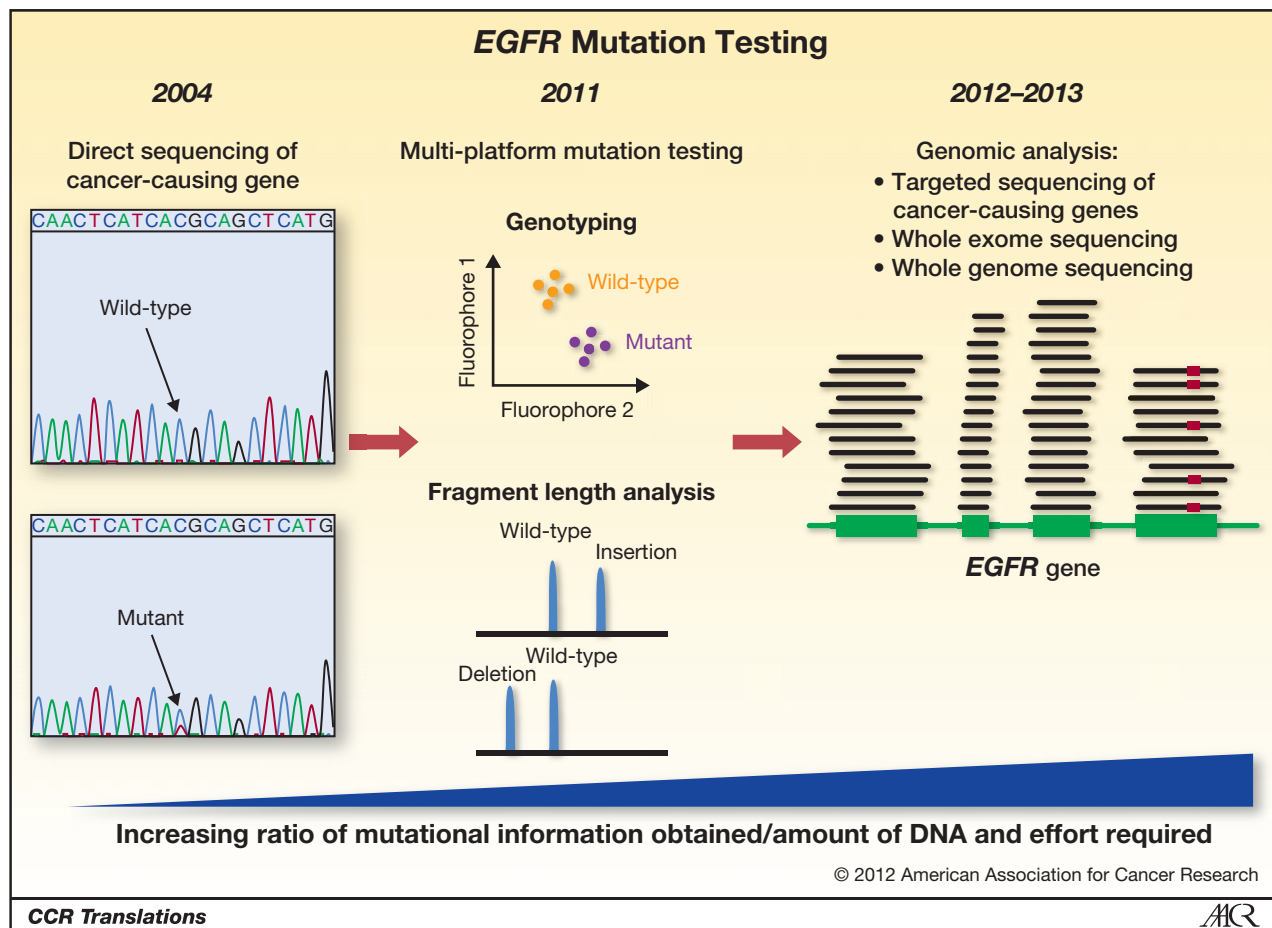 EGFR Mutation Testing
2004
Direct sequencing of
cancer-causing gene
CAACTCATCACGCAGCTCATG
Wild-type
CAACTCATCACGCAGCTCATG
Mutant
2011
Multi-platform mutation testing
Genotyping
Fluorophore 1
Wild-type
Mutant
Fluorophore 2
Fragment length analysis
Wild-type
Insertion
Wild-type
Deletion
2012–2013
Genomic analysis:
• Targeted sequencing of
cancer-causing genes
• Whole exome sequencing
• Whole genome sequencing
EGFR gene
Increasing ratio of mutational information obtained/amount of DNA and effort required
© 2012 American Association for Cancer Research
CCR Translations
AACR